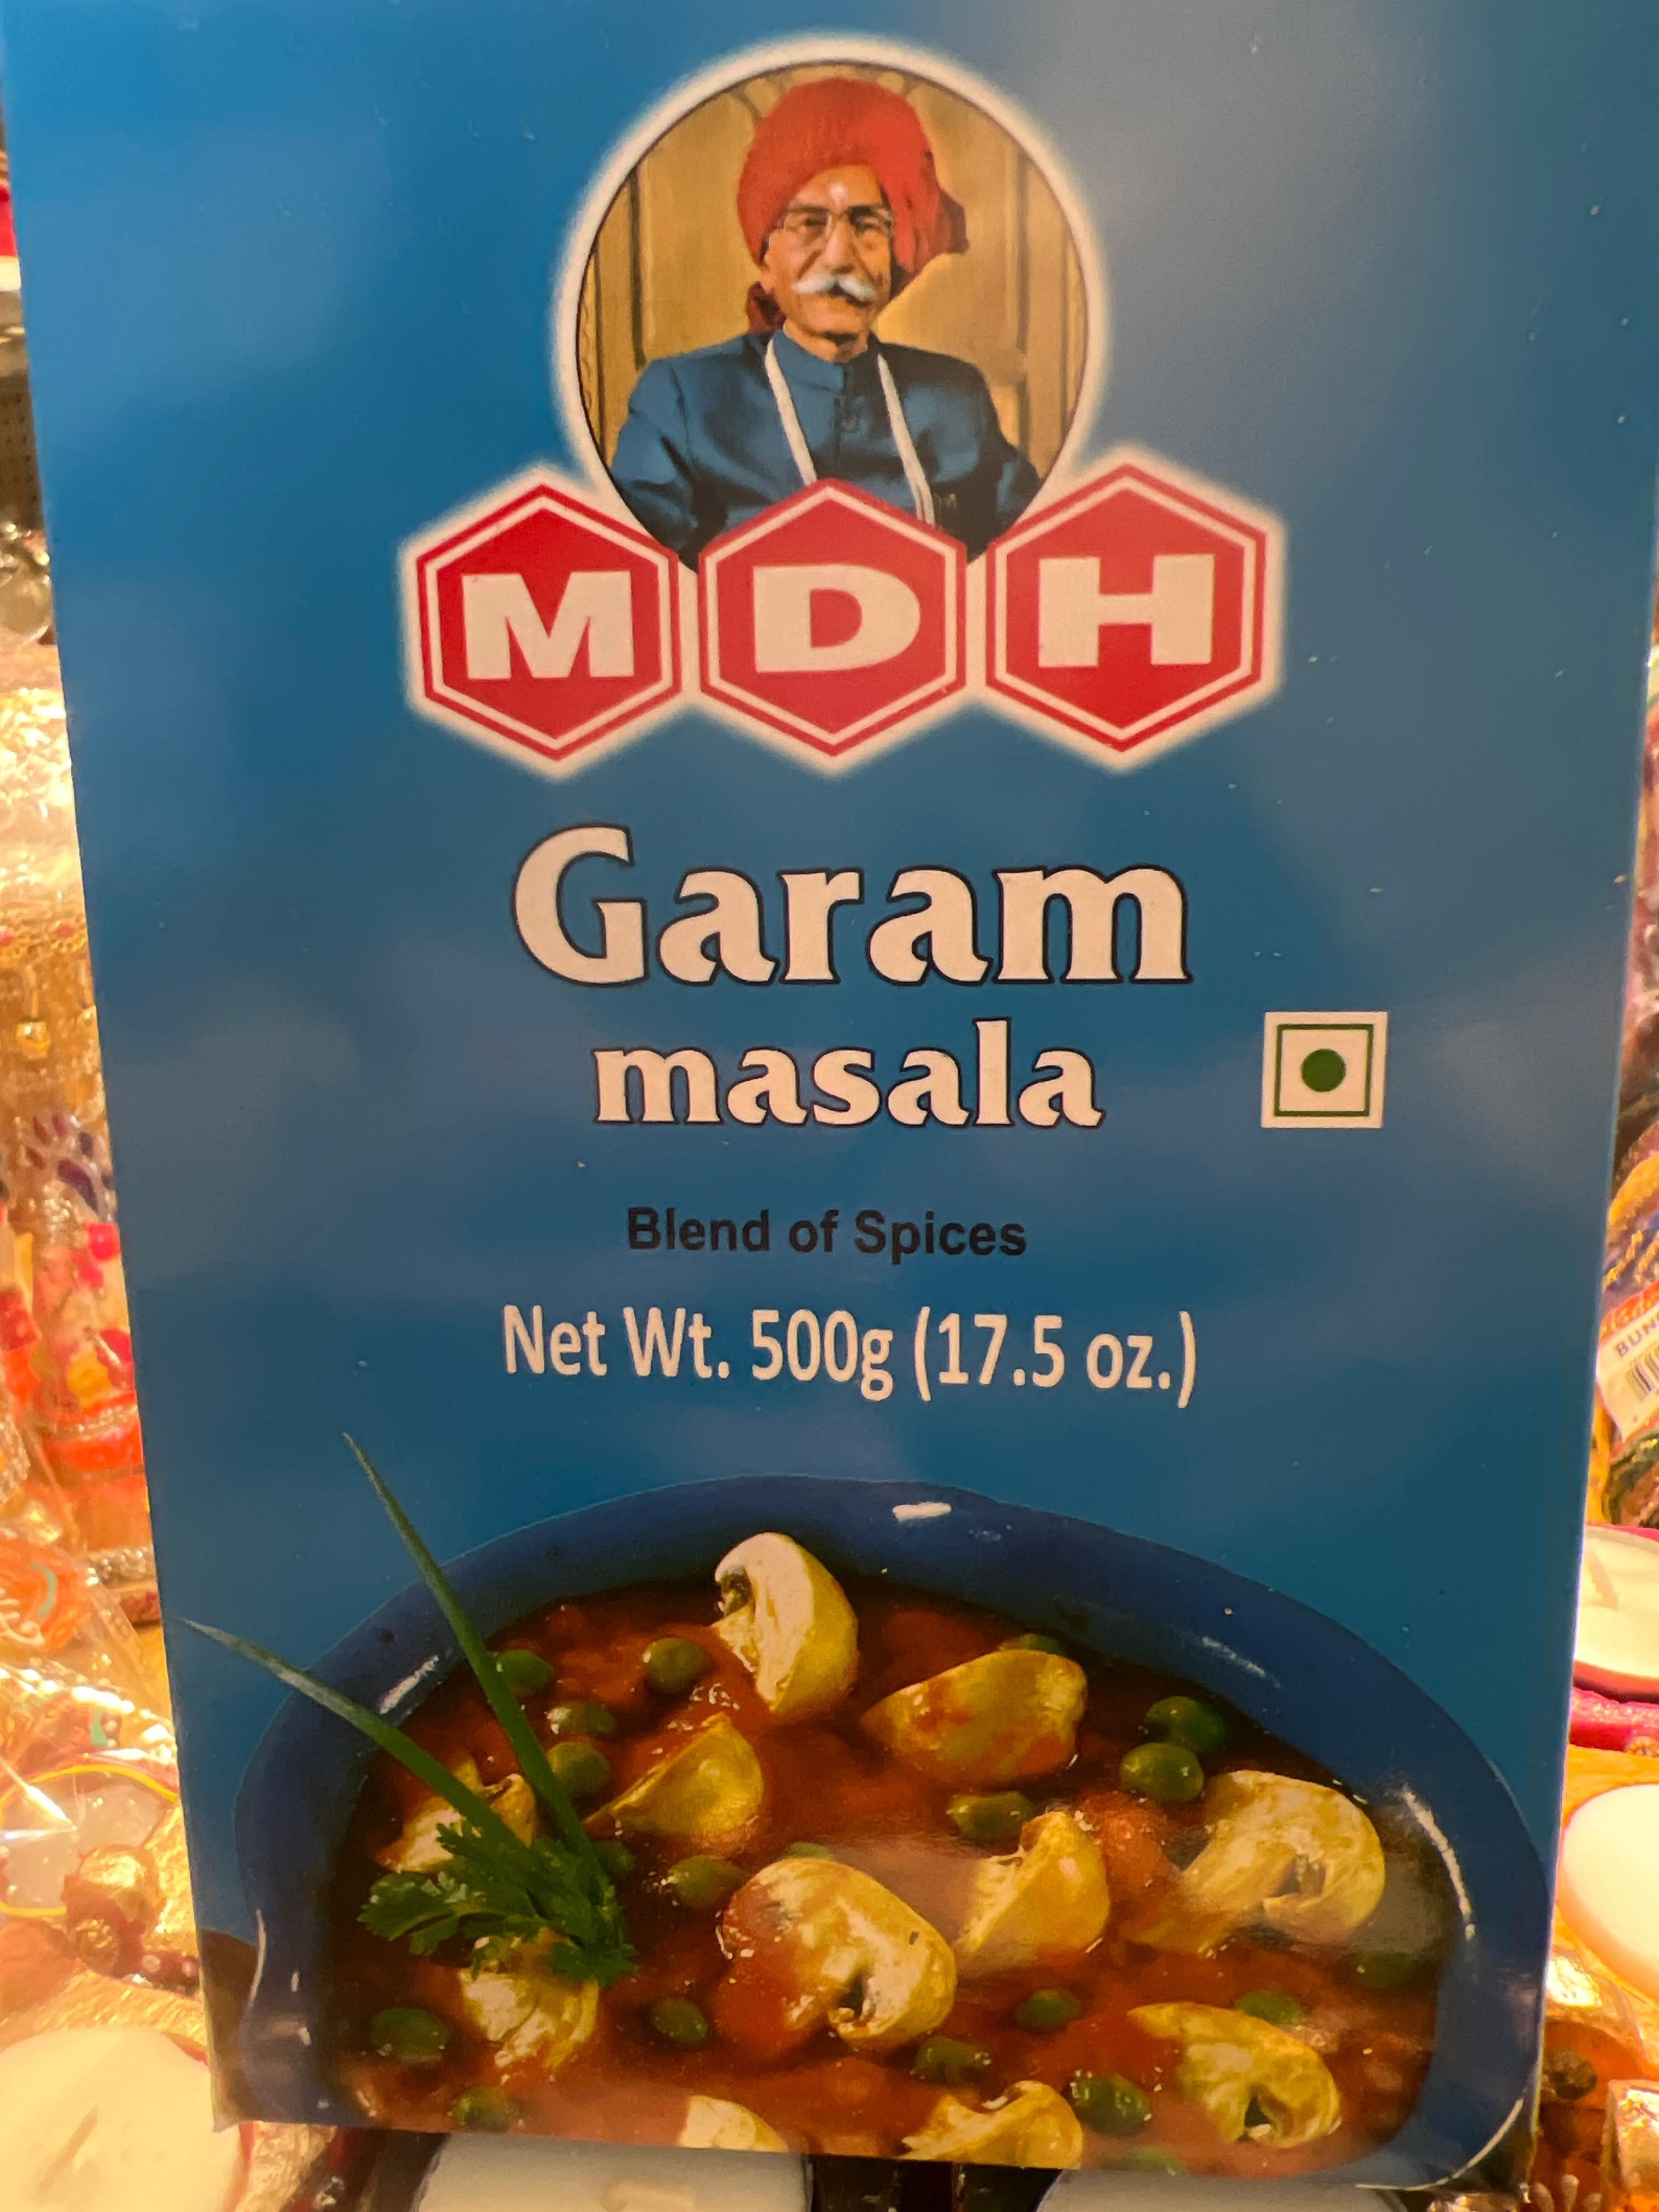 MDH
Garam
masala
Blend of Spices
Net Wt. 500g (17.5 oz.)